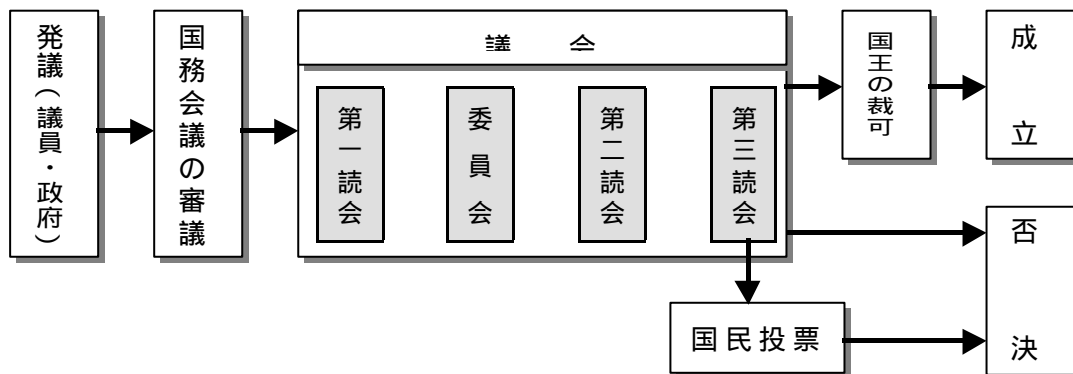 発議(議員・政府)
国務会議の審議
議会
第一読会
委員会
第二読会
第三読会
国王の裁可
成立
否決
国民投票